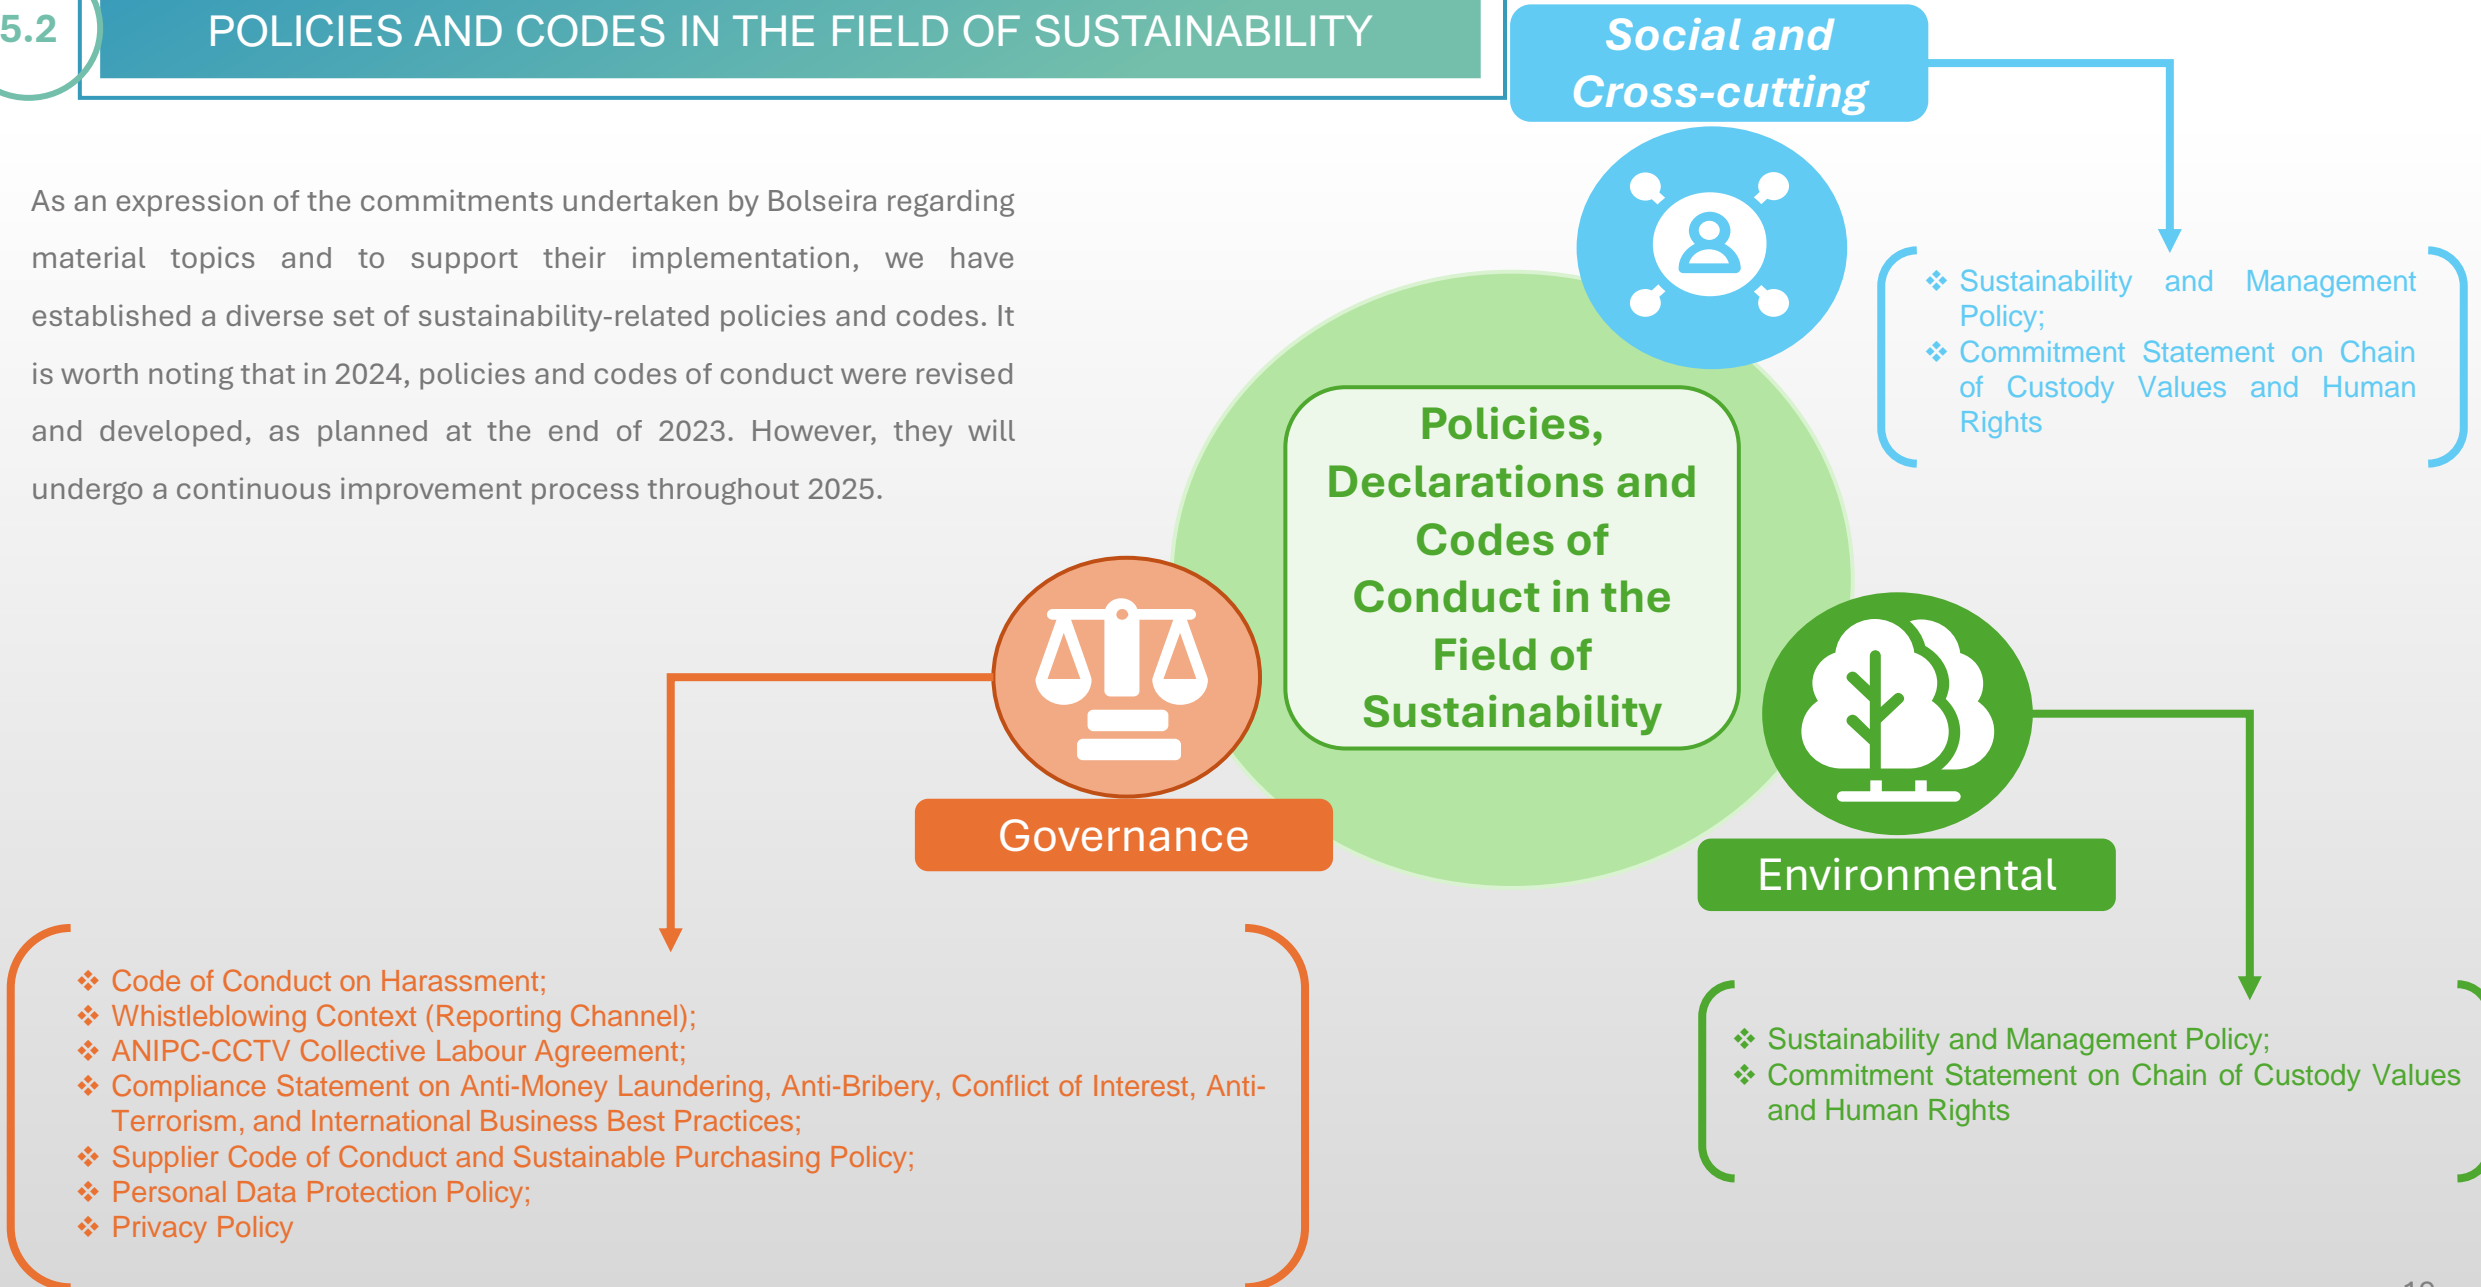 5.2
POLICIES AND CODES IN THE FIELD OF SUSTAINABILITY
As an expression of the commitments undertaken by Bolseira regarding
material topics and to support their implementation, we have
established a diverse set of sustainability-related policies and codes. It
is worth noting that in 2024, policies and codes of conduct were revised
and developed, as planned at the end of 2023. However, they will
undergo a continuous improvement process throughout 2025.
Social and
Cross-cutting
❖ Sustainability and Management
Policy;
❖ Commitment Statement on Chain
of Custody Values and Human
Rights
Policies,
Declarations and
Codes of
Conduct in the
Field of
Sustainability
Governance
Environmental
❖ Code of Conduct on Harassment;
❖ Whistleblowing Context (Reporting Channel);
❖ ANIPC-CCTV Collective Labour Agreement;
❖ Compliance Statement on Anti-Money Laundering, Anti-Bribery, Conflict of Interest, Anti-
Terrorism, and International Business Best Practices;
❖ Supplier Code of Conduct and Sustainable Purchasing Policy;
❖ Personal Data Protection Policy;
❖ Privacy Policy
❖ Sustainability and Management Policy;
❖ Commitment Statement on Chain of Custody Values
and Human Rights